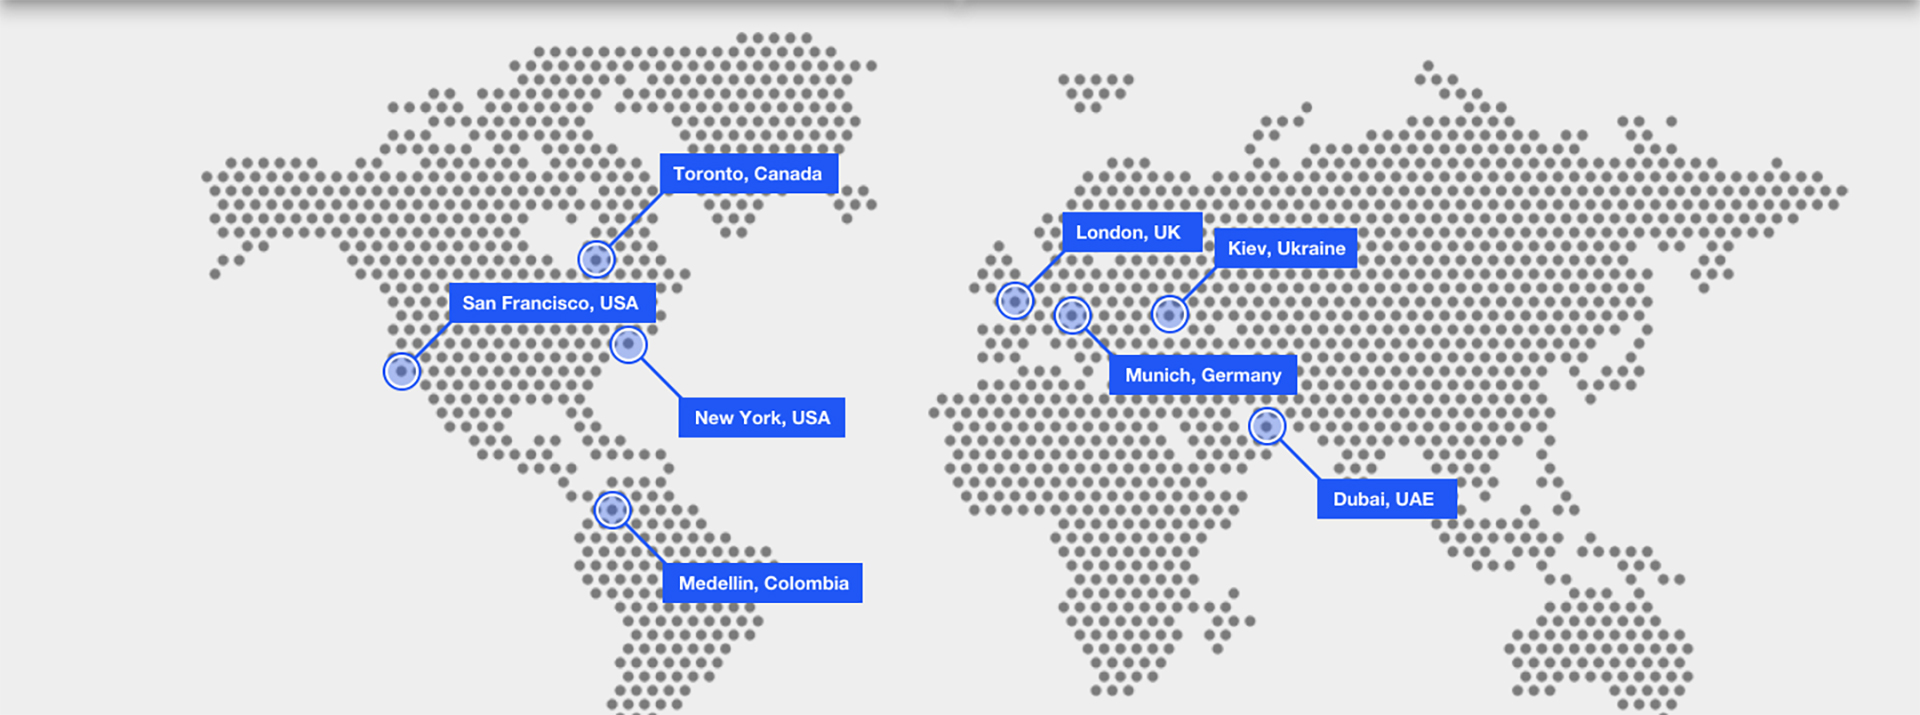 Toronto, Canada
London, UK
Kiev, Ukraine
San Francisco, USA
Munich, Germany
New York, USA
Dubai, UAE
Medellin, Colombia